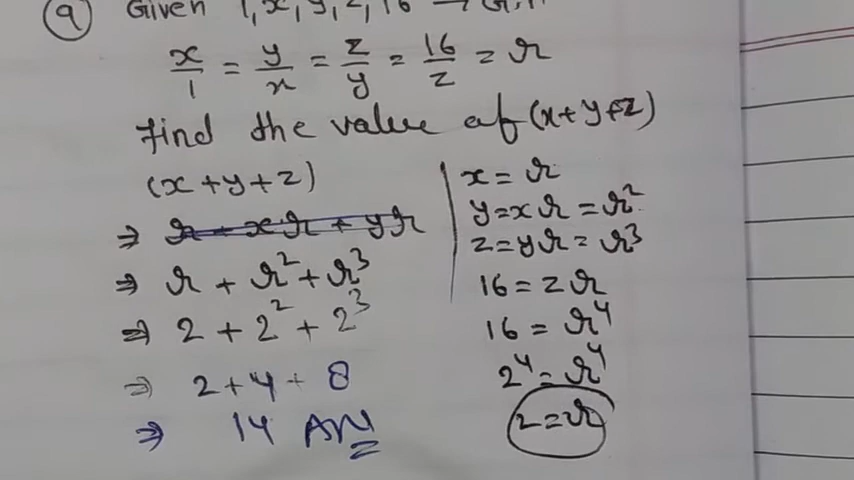 9 Given 1, x, y, z, 16 → G.P.
x/1 = y/x = z/y = 16/z = r
Find the value of (x+y+z)
(x+y+z)
⇒ r + xr + yr
⇒ r + r² + r³
⇒ 2 + 2² + 2³
⇒ 2 + 4 + 8
⇒ 14 AN
x = r
y = xr = r²
z = yr = r³
16 = zr
16 = r⁴
2⁴ = r⁴
2 = r